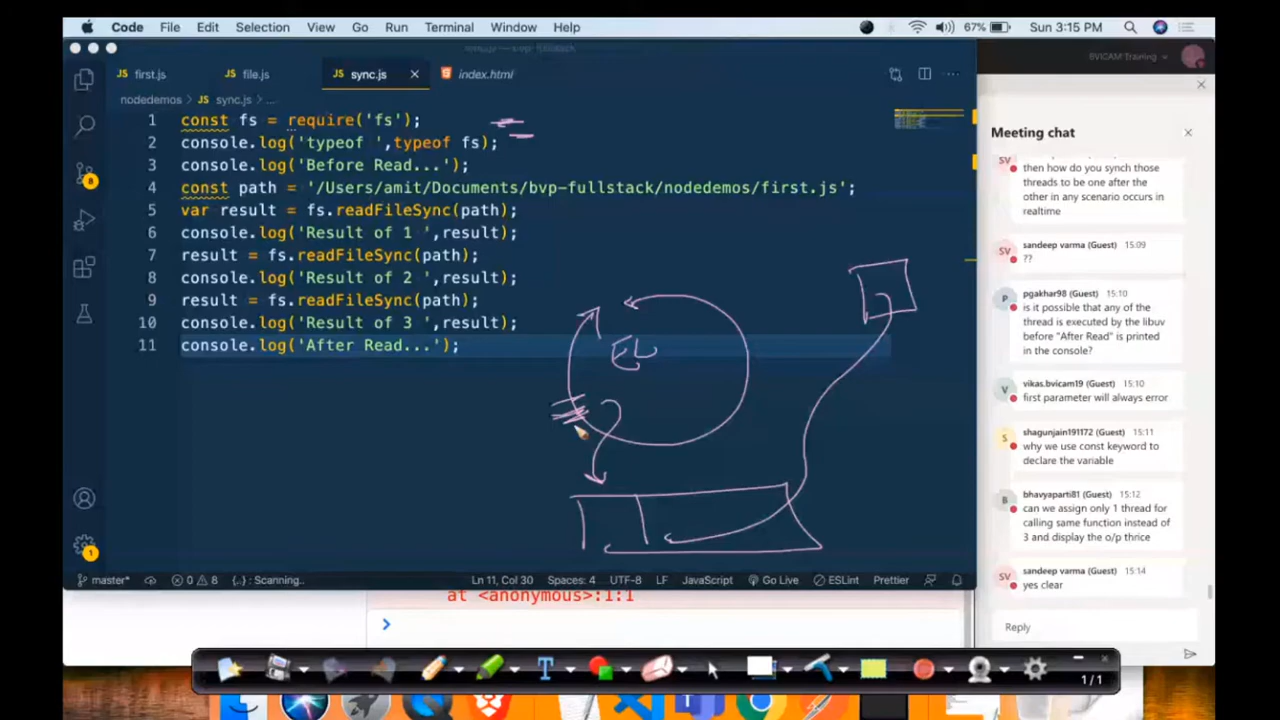 Code File Edit Selection View Go Run Terminal Window Help 67% Sun 3:15 PM
BVICAM Training
first.js file.js sync.js index.html
nodedemos > sync.js > ...
1 const fs = require('fs');
2 console.log('typeof ',typeof fs);
3 console.log('Before Read...');
4 const path = '/Users/amit/Documents/bvp-fullstack/nodedemos/first.js';
5 var result = fs.readFileSync(path);
6 console.log('Result of 1 ',result);
7 result = fs.readFileSync(path);
8 console.log('Result of 2 ',result);
9 result = fs.readFileSync(path);
10 console.log('Result of 3 ',result);
11 console.log('After Read...');
EL
8
1
master* 0 8 {..}: Scanning.. Ln 11, Col 30 Spaces: 4 UTF-8 LF JavaScript Go Live ESLint Prettier
at <anonymous>:1:1
Meeting chat
SV
then how do you synch those
threads to be one after the
other in any scenario occurs in
realtime
SV sandeep varma (Guest) 15:09
??
P pgakhar98 (Guest) 15:10
is it possible that any of the
thread is executed by the libuv
before "After Read" is printed
in the console?
V vikas.bvicam19 (Guest) 15:10
first parameter will always error
S shagunjain191172 (Guest) 15:11
why we use const keyword to
declare the variable
B bhavyaparti81 (Guest) 15:12
can we assign only 1 thread for
calling same function instead of
3 and display the o/p thrice
SV sandeep varma (Guest) 15:14
yes clear
Reply
1/1